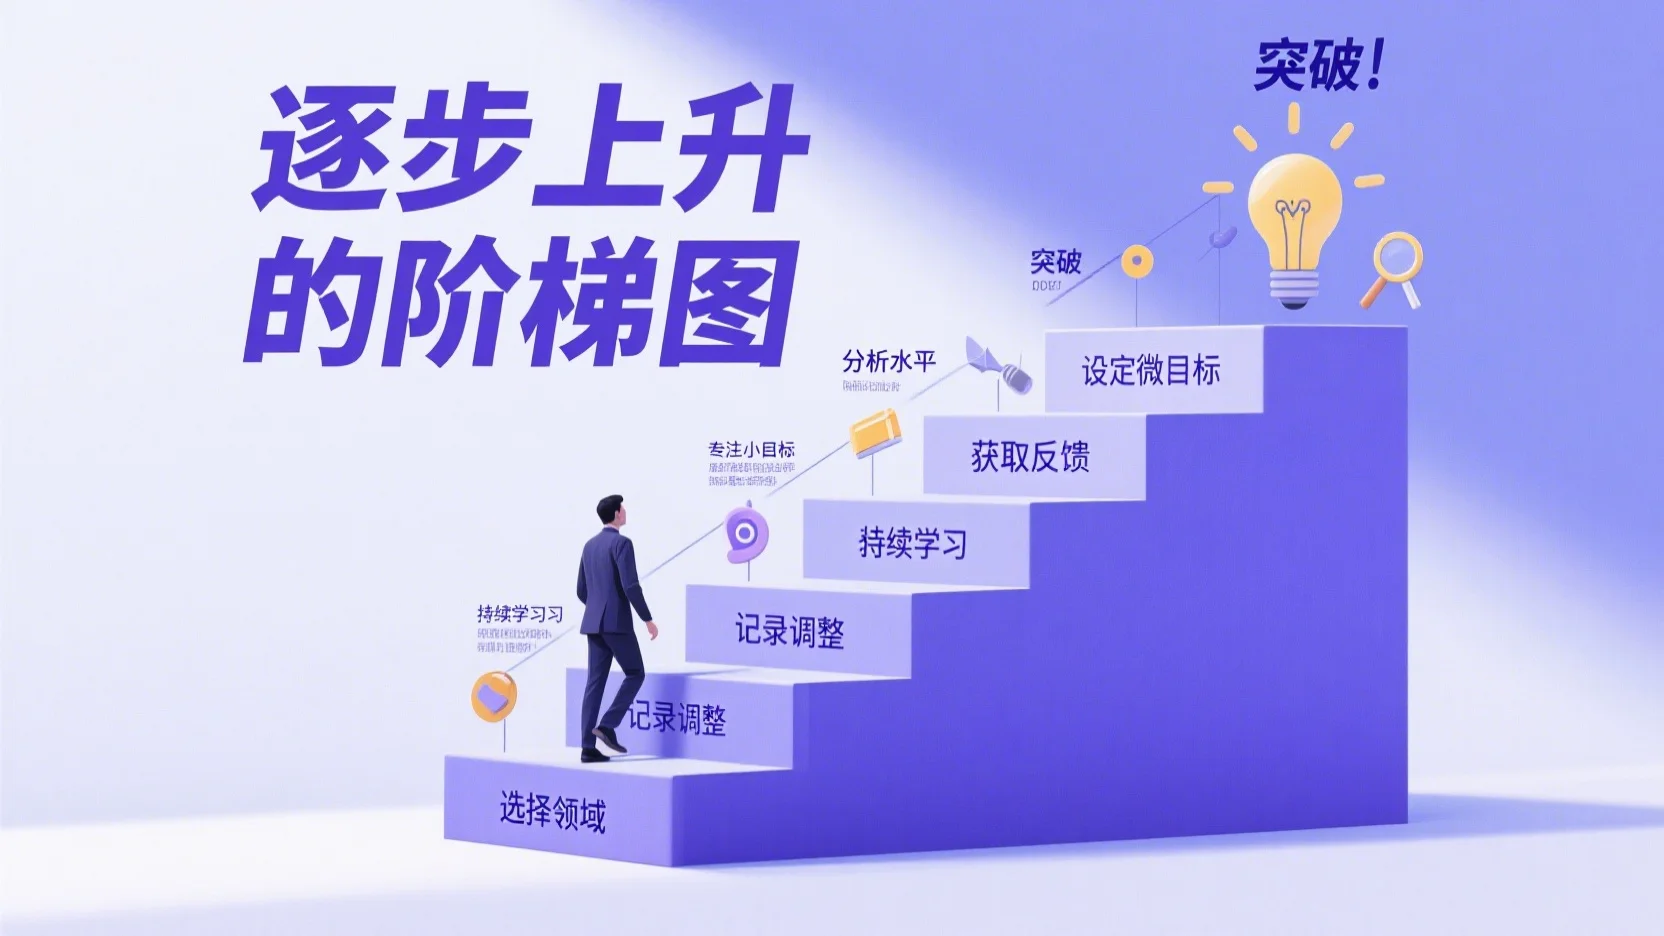 逐步上升
的阶梯图
突破！
突破
分析水平
专注小目标
持续学习习
设定微目标
获取反馈
持续学习
记录调整
记录调整
选择领域